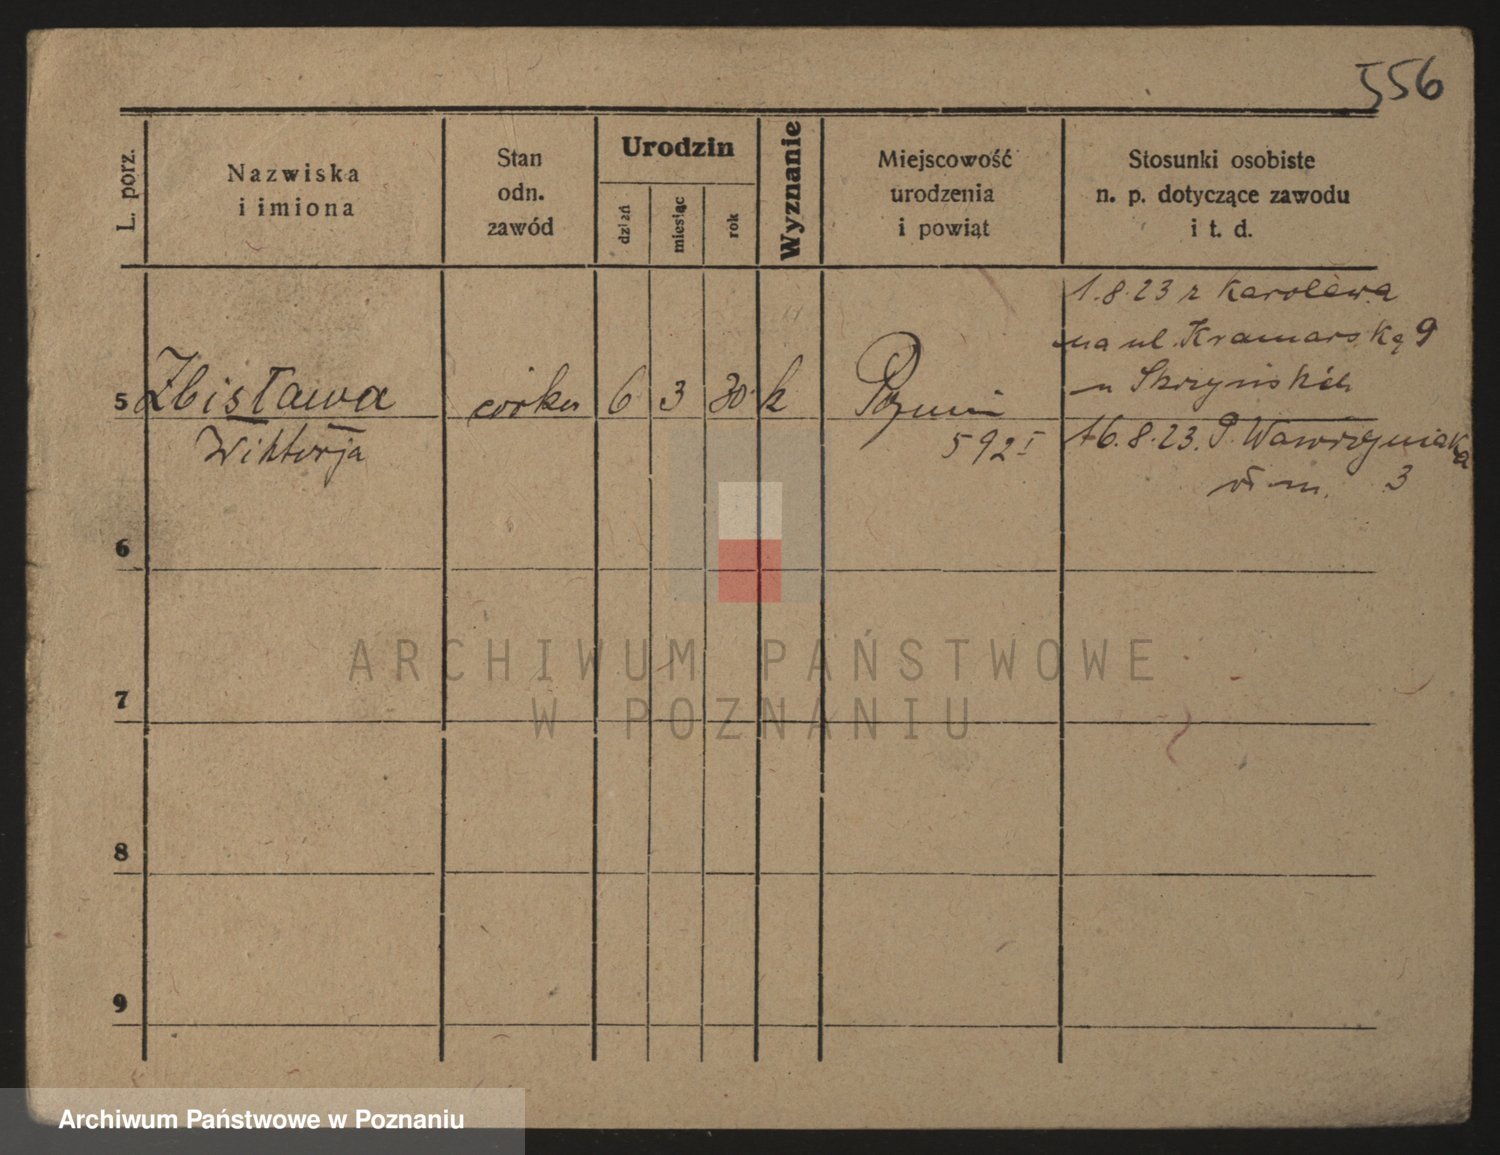 556
L. porz.
Nazwiska
i imiona
Stan
odn.
zawód
Urodzin
dzień
miesiąc
rok
Wyznanie
Miejscowość
urodzenia
i powiąt
Stosunki osobiste
n. p. dotyczące zawodu
i t. d.
1.8.23 z Karolewa
na ul. Kramarską 9
u Skrzyńskich
5 Zbisława córka 6 3 30 k Poznań
Wiktorja
592 I
16.8.23. P. Wawrzyniaka
3
6
7
8
9
ARCHIWUM PAŃSTWOWE
W POZNANIU
Archiwum Państwowe w Poznaniu